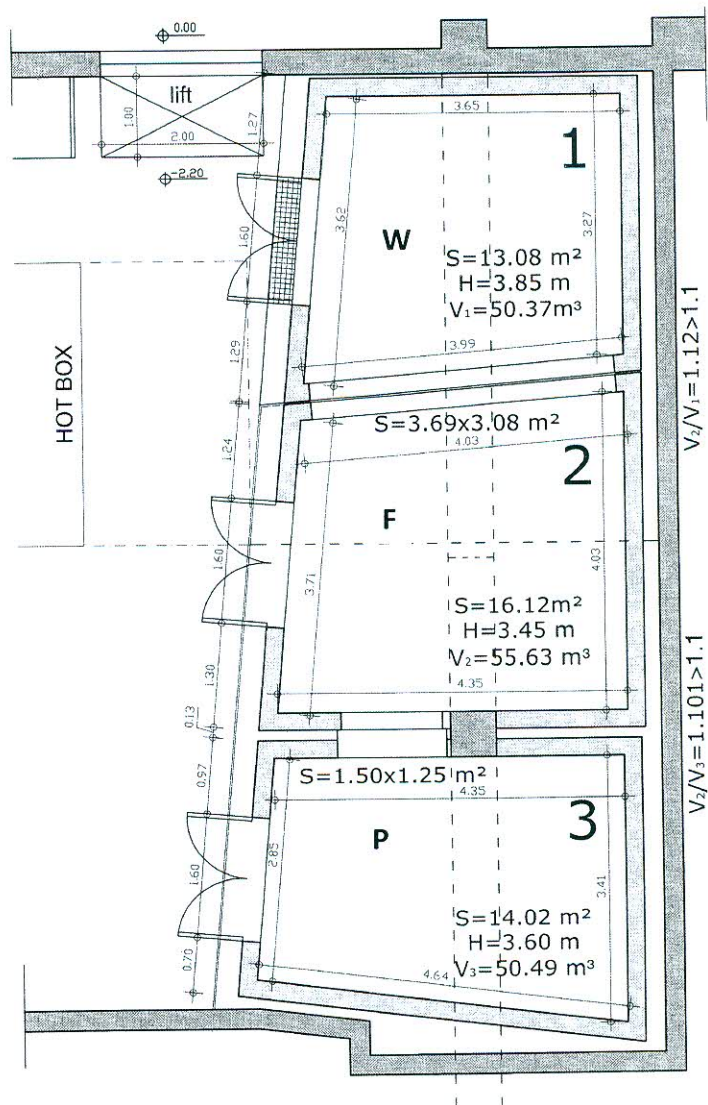 0.00
lift
1.00
2.00
1.27
-2.20
3.65
1
3.62
3.27
W
S=13.08 m²
H=3.85 m
V₁=50.37m³
1.60
3.99
1.29
HOT BOX
V₂/V₁=1.12>1.1
S=3.69x3.08 m²
4.03
2
1.24
F
3.71
4.03
1.60
S=16.12m²
H=3.45 m
V₂=55.63 m³
4.35
1.30
0.13
V₂/V₃=1.101>1.1
0.97
S=1.50x1.25 m²
4.35
3
2.85
P
3.41
1.60
S=14.02 m²
H=3.60 m
V₃=50.49 m³
4.64
0.70